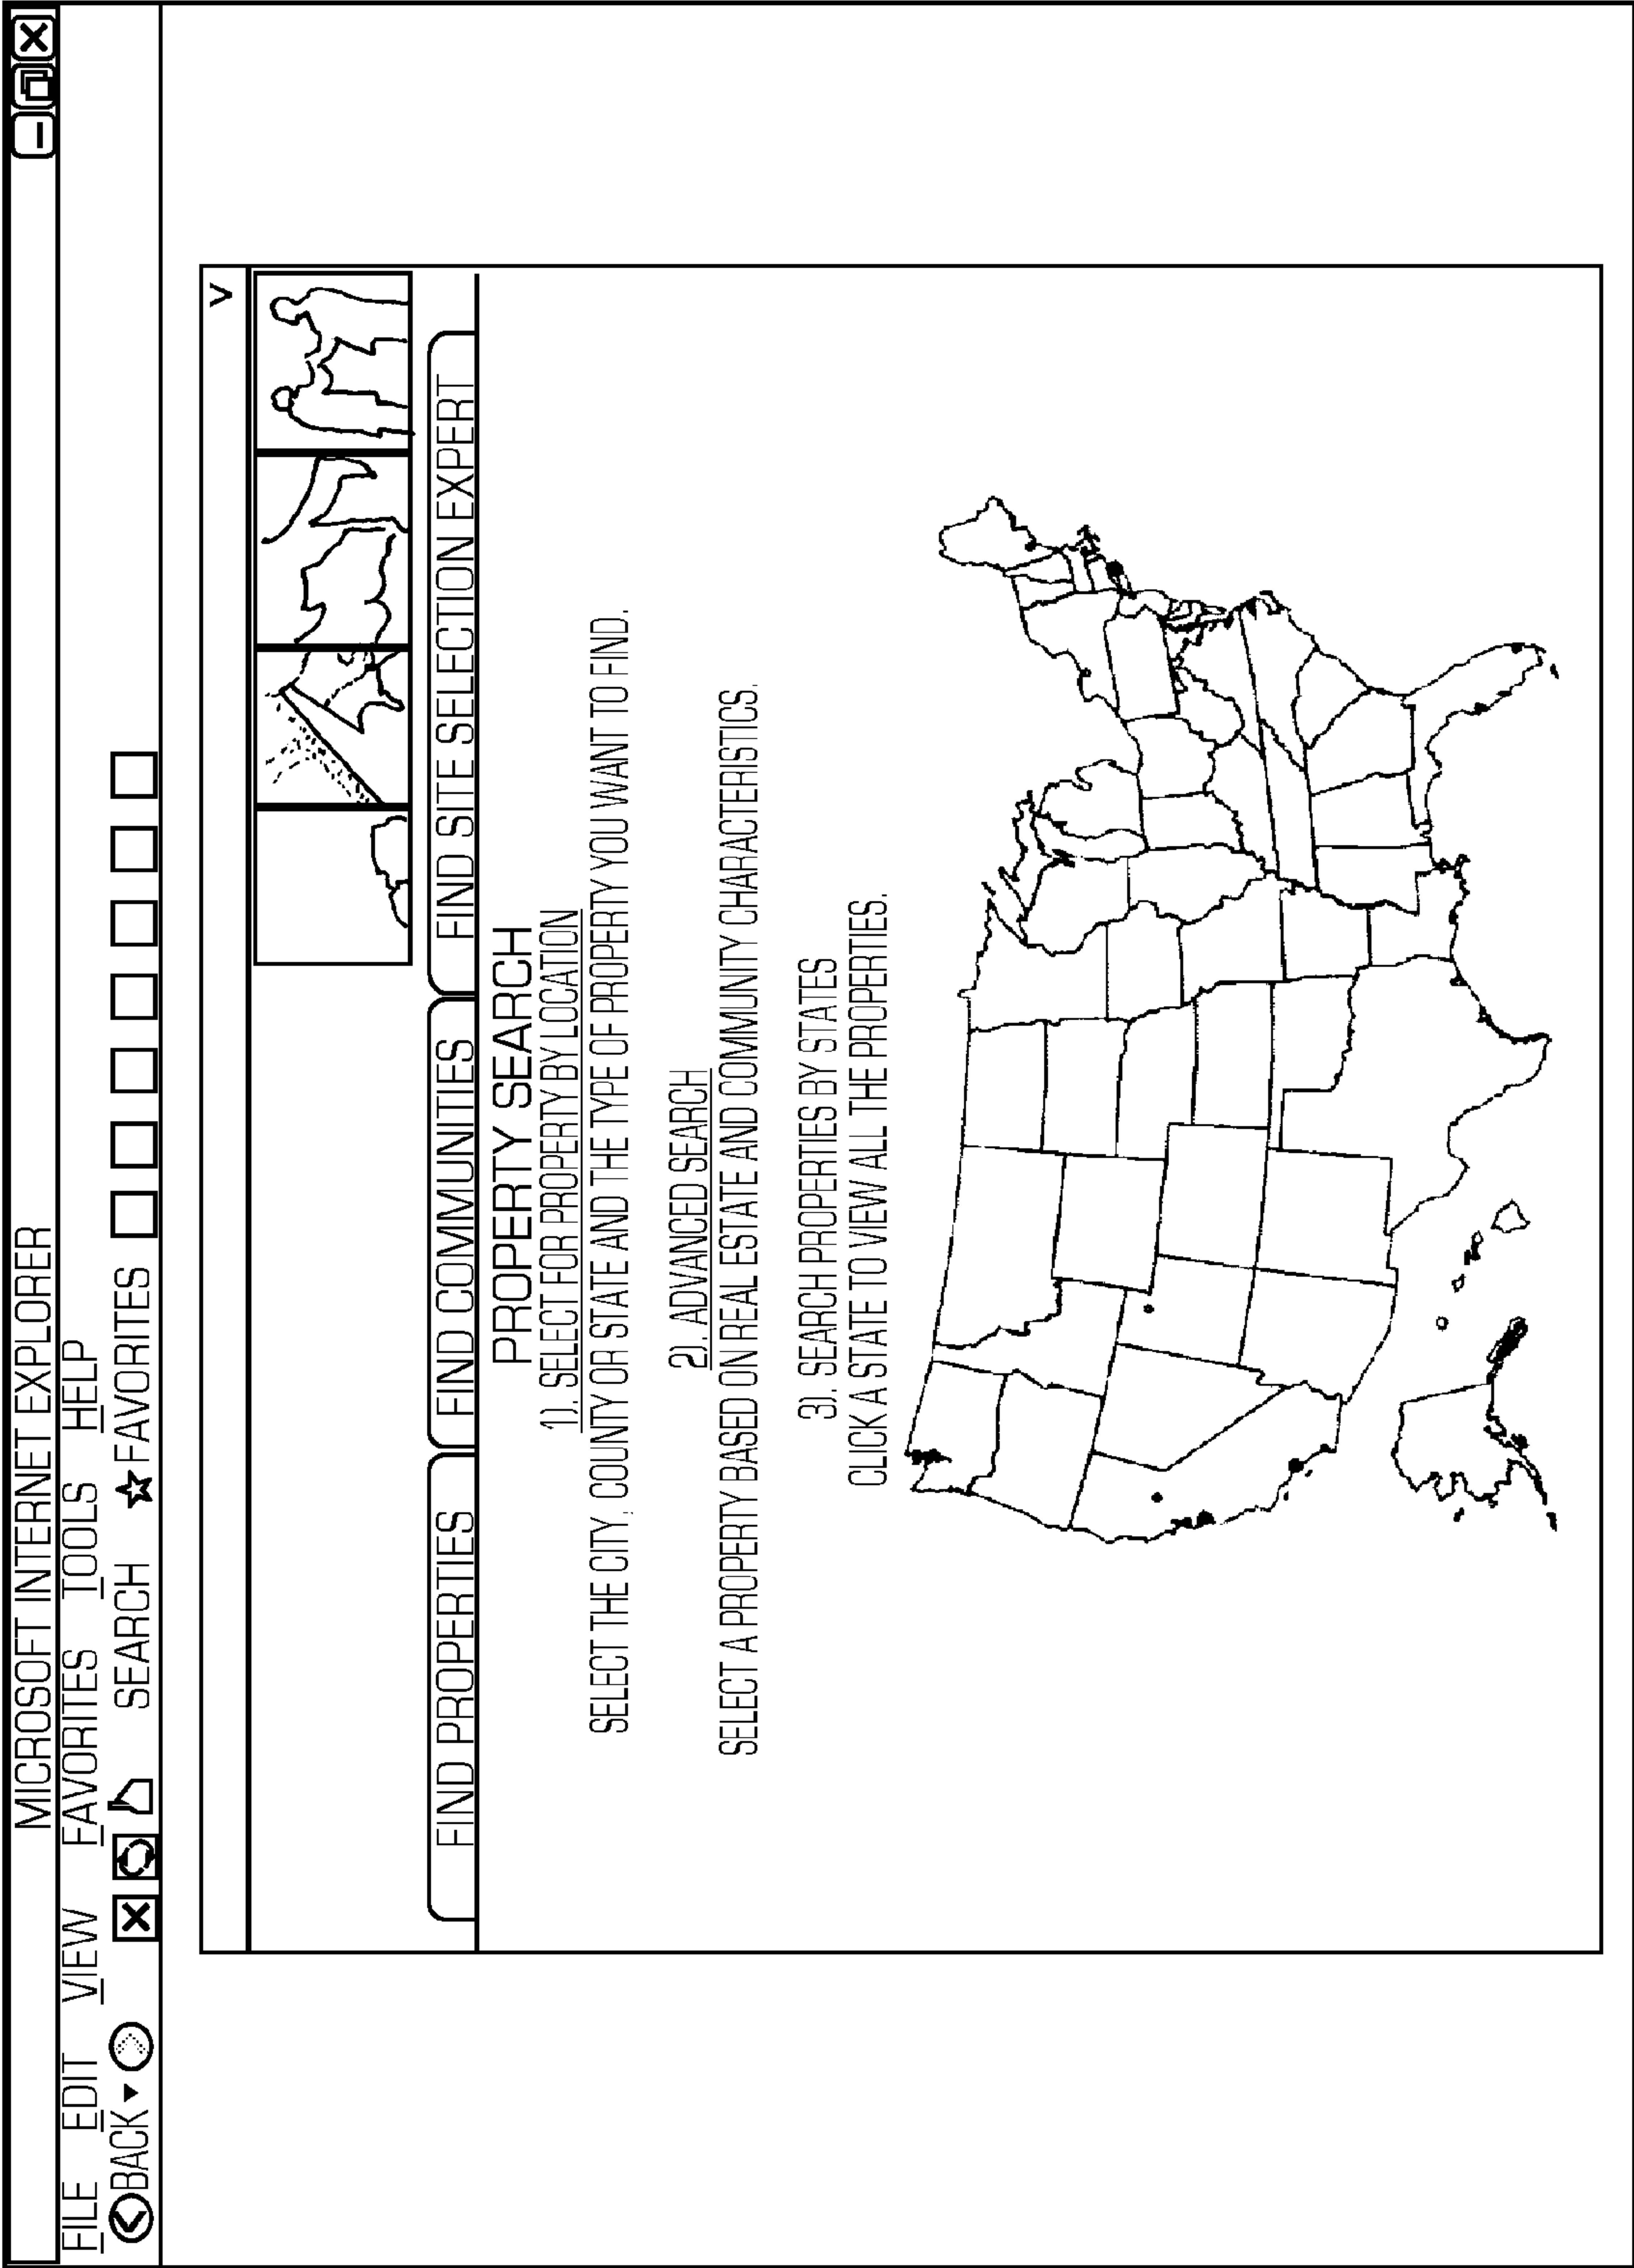 MICROSOFT INTERNET EXPLORER
FILE EDIT VIEW FAVORITES TOOLS HELP
BACK SEARCH FAVORITES
FIND PROPERTIES FIND COMMUNITIES FIND SITE SELECTION EXPERT
PROPERTY SEARCH
1). SELECT FOR PROPERTY BY LOCATION
SELECT THE CITY, COUNTY OR STATE AND THE TYPE OF PROPERTY YOU WANT TO FIND.
2). ADVANCED SEARCH
SELECT A PROPERTY BASED ON REAL ESTATE AND COMMUNITY CHARACTERISTICS.
3). SEARCH PROPERTIES BY STATES
CLICK A STATE TO VIEW ALL THE PROPERTIES.